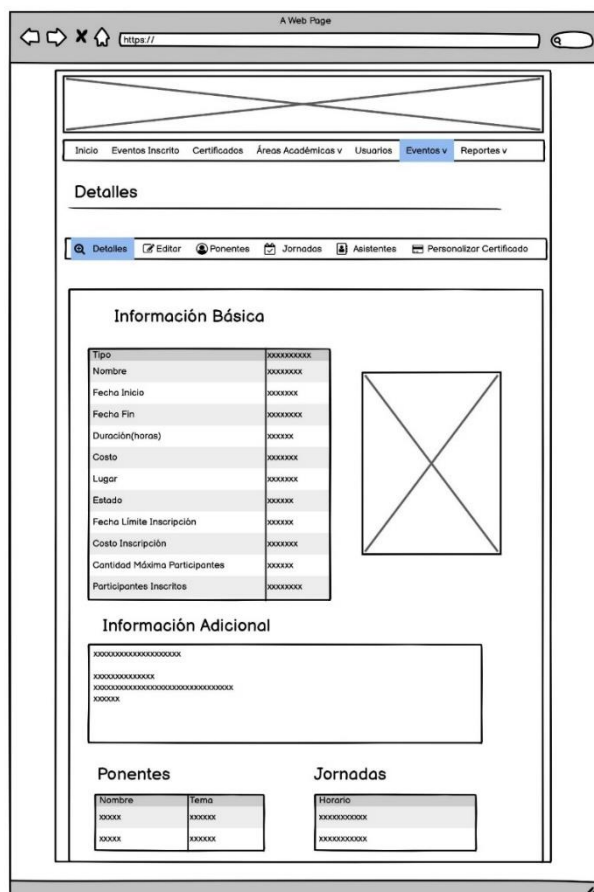 A Web Page
https://
Inicio Eventos Inscrito Certificados Áreas Académicas v Usuarios Eventos v Reportes v
Detalles
Detalles Editar Ponentes Jornadas Asistentes Personalizar Certificado
Información Básica
Tipo xxxxxxxxxx
Nombre xxxxxxxx
Fecha Inicio xxxxxxx
Fecha Fin xxxxxxxx
Duración(horas) xxxxxx
Costo xxxxxxx
Lugar xxxxxxx
Estado xxxxxx
Fecha Límite Inscripción xxxxxx
Costo Inscripción xxxxxxx
Cantidad Máxima Participantes xxxxxx
Participantes Inscritos xxxxxxxx
Información Adicional
xxxxxxxxxxxxxxxxxxxx
xxxxxxxxxxxxxx
xxxxxxxxxxxxxxxxxxxxxxxxxxxxxxxx
xxxxxx
Ponentes Jornadas
Nombre Tema Horario
xxxxx xxxxxx xxxxxxxxxxx
xxxxx xxxxxx xxxxxxxxxxx